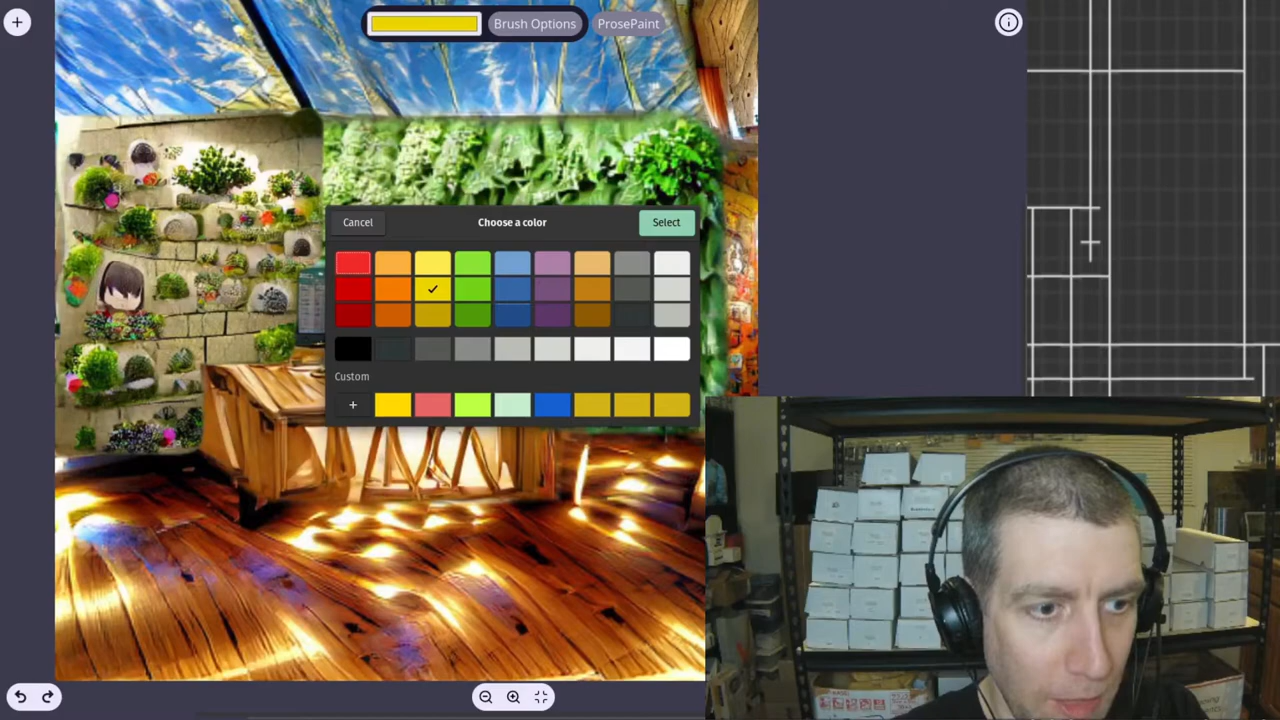 Brush Options
ProsePaint
Cancel
Choose a color
Select
Custom